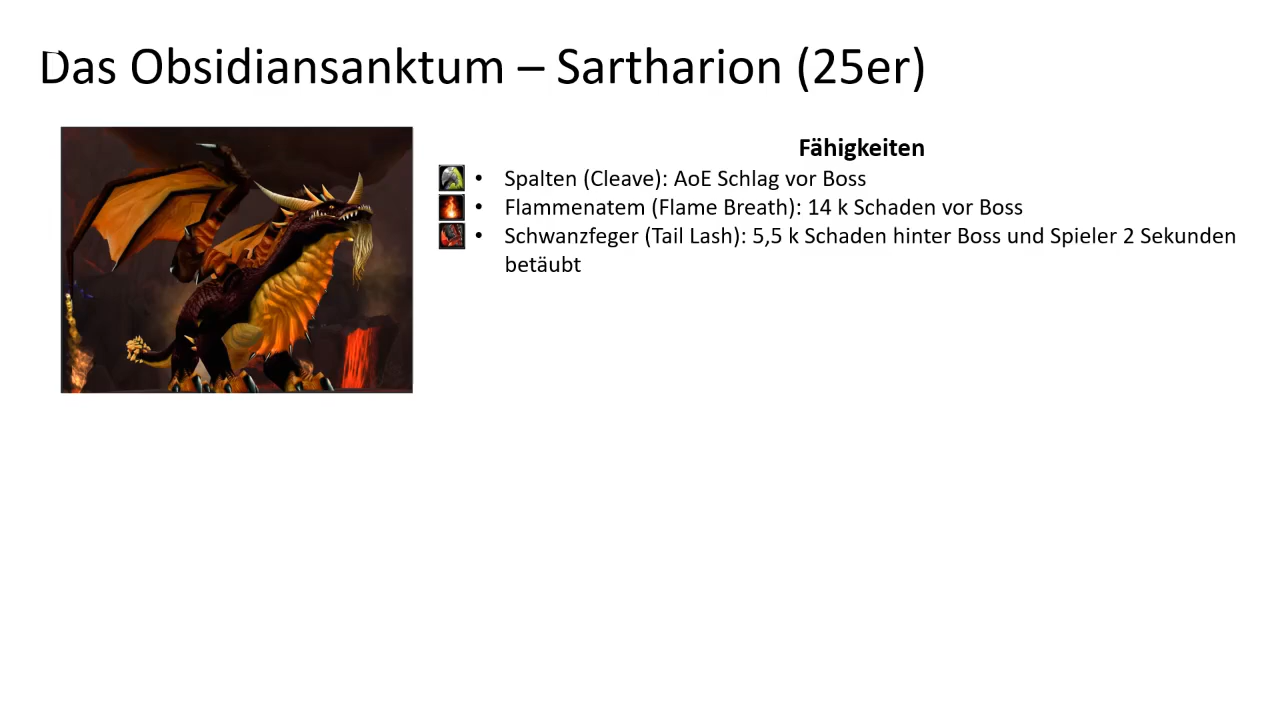 Das Obsidiansanktum – Sartharion (25er)
Fähigkeiten
• Spalten (Cleave): AoE Schlag vor Boss
• Flammenatem (Flame Breath): 14 k Schaden vor Boss
• Schwanzfeger (Tail Lash): 5,5 k Schaden hinter Boss und Spieler 2 Sekunden
betäubt